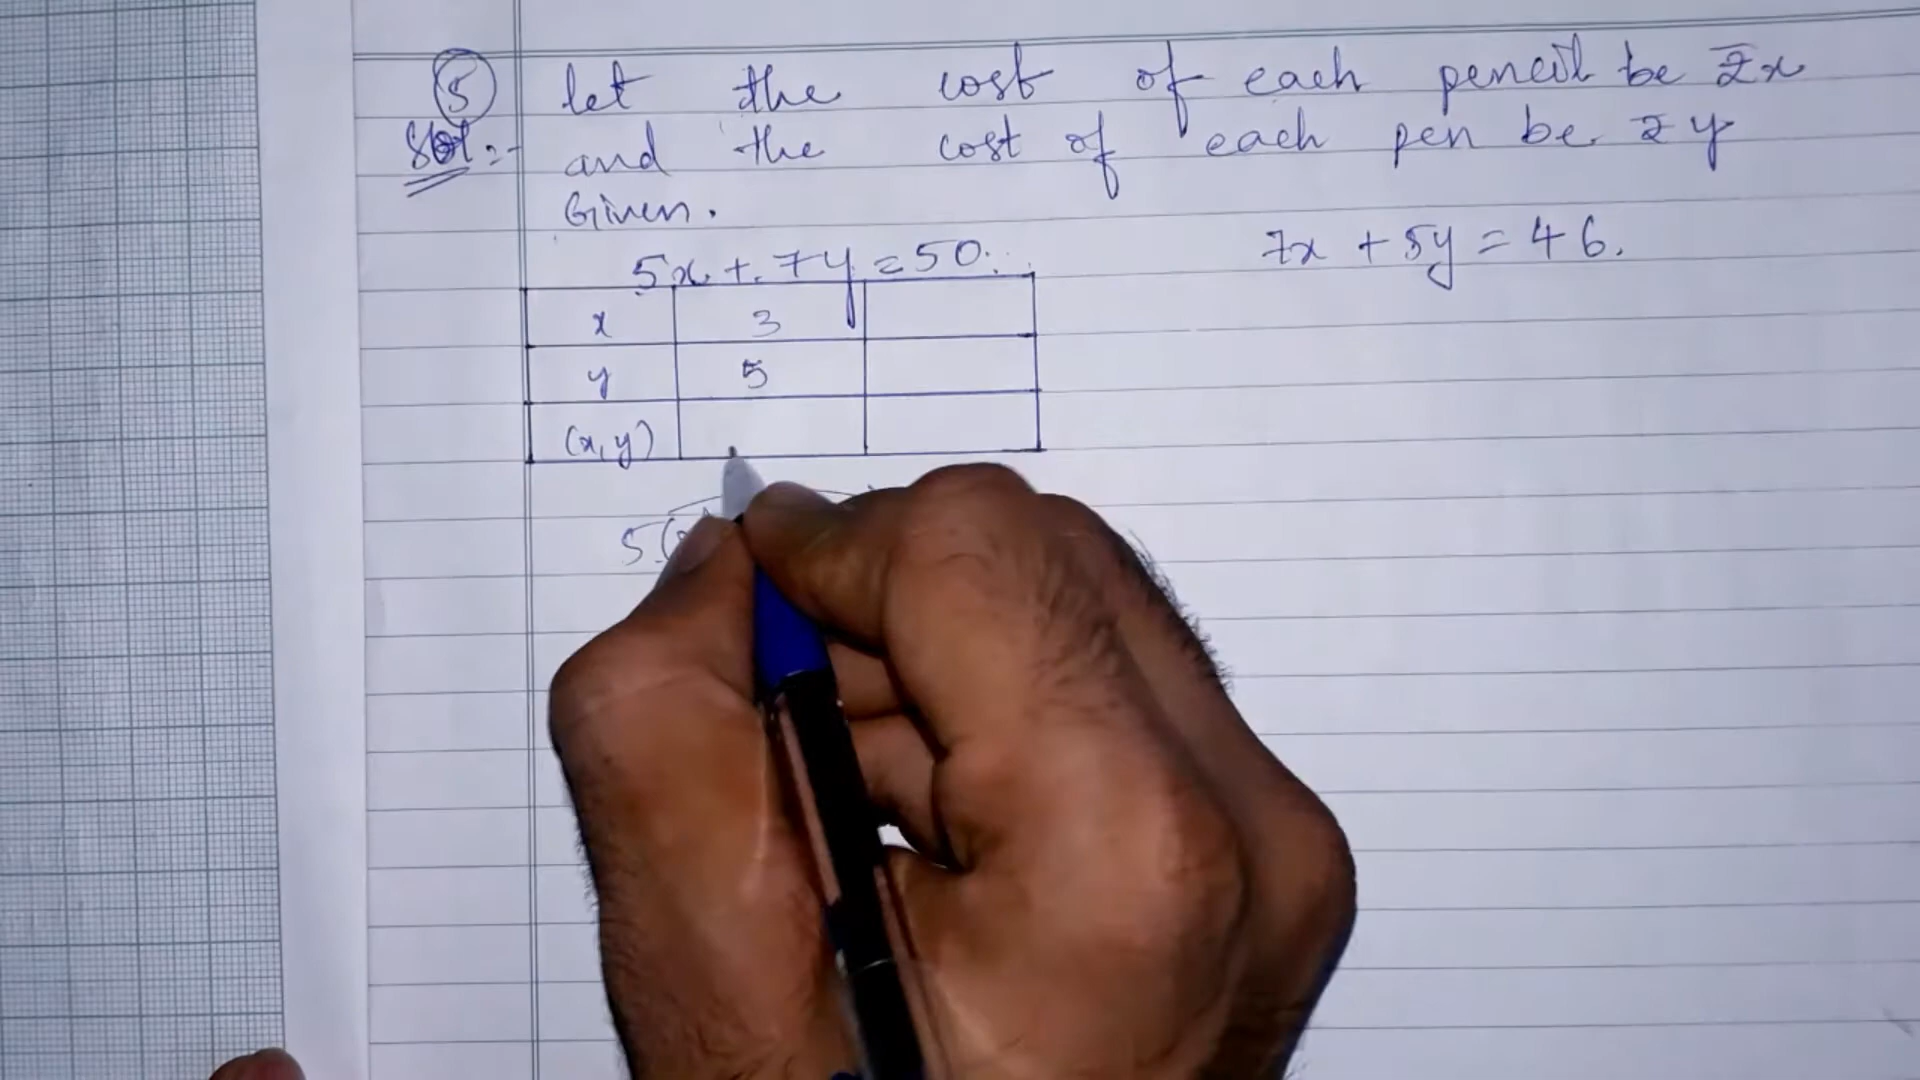 5 let the cost of each pencil be ₹x
Sol:- and the cost of each pen be ₹y
Given.
5x + 7y = 50. 7x + 5y = 46.
x 3
y 5
(x, y)
5(